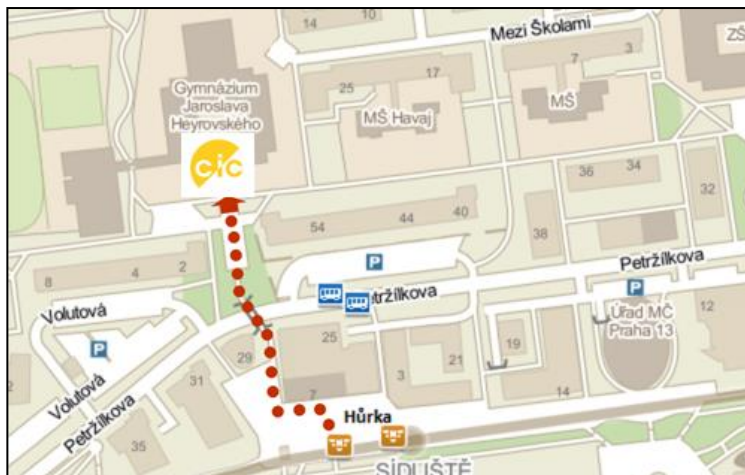 14
10
Mezi Školami
ZŠ
Gymnázium
Jaroslava
Heyrovského
25
17
MŠ Havaj
7
3
MŠ
cic
36
34
32
54
44
40
38
8
4
2
P
Petržílkova
Volutová
Petržílkova
P
Úřad MČ
Praha 13
12
P
29
25
21
19
Volutová
31
7
3
14
Petržílkova
Hůrka
35
SÍDLIŠTĚ